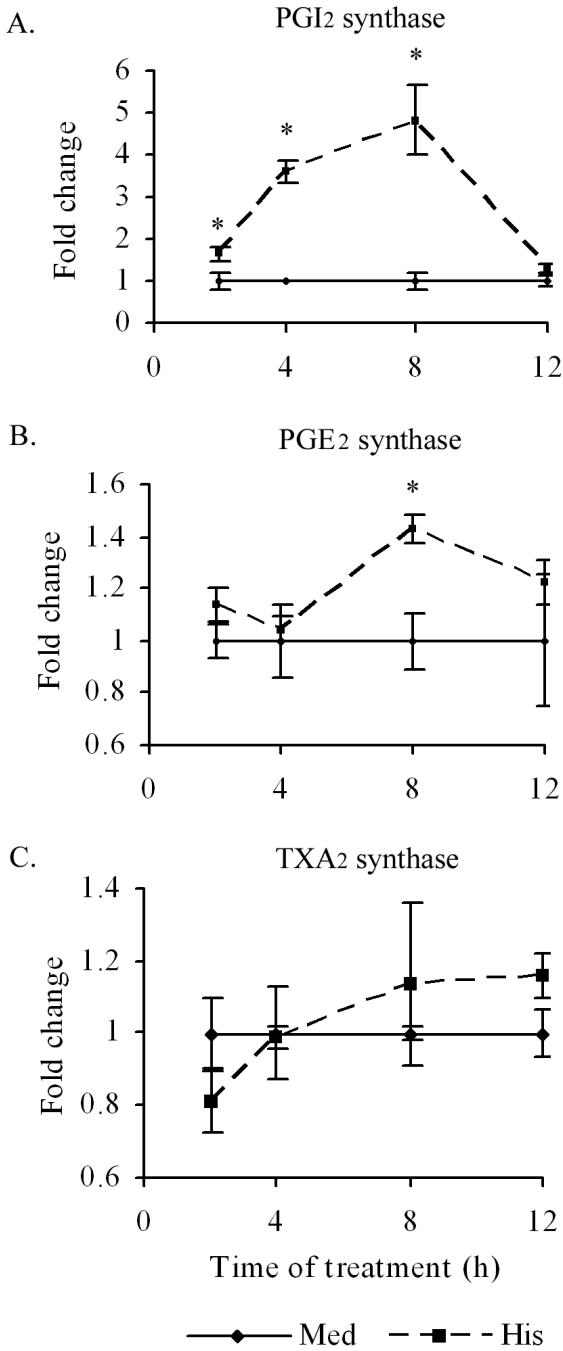 A.
PGI2 synthase
Fold change
6
5
4
3
2
1
0
*
*
*
0
4
8
12
B.
PGE2 synthase
Fold change
1.6
1.4
1.2
1
0.8
0.6
*
0
4
8
12
C.
TXA2 synthase
Fold change
1.4
1.2
1
0.8
0.6
0
4
8
12
Time of treatment (h)
Med
His